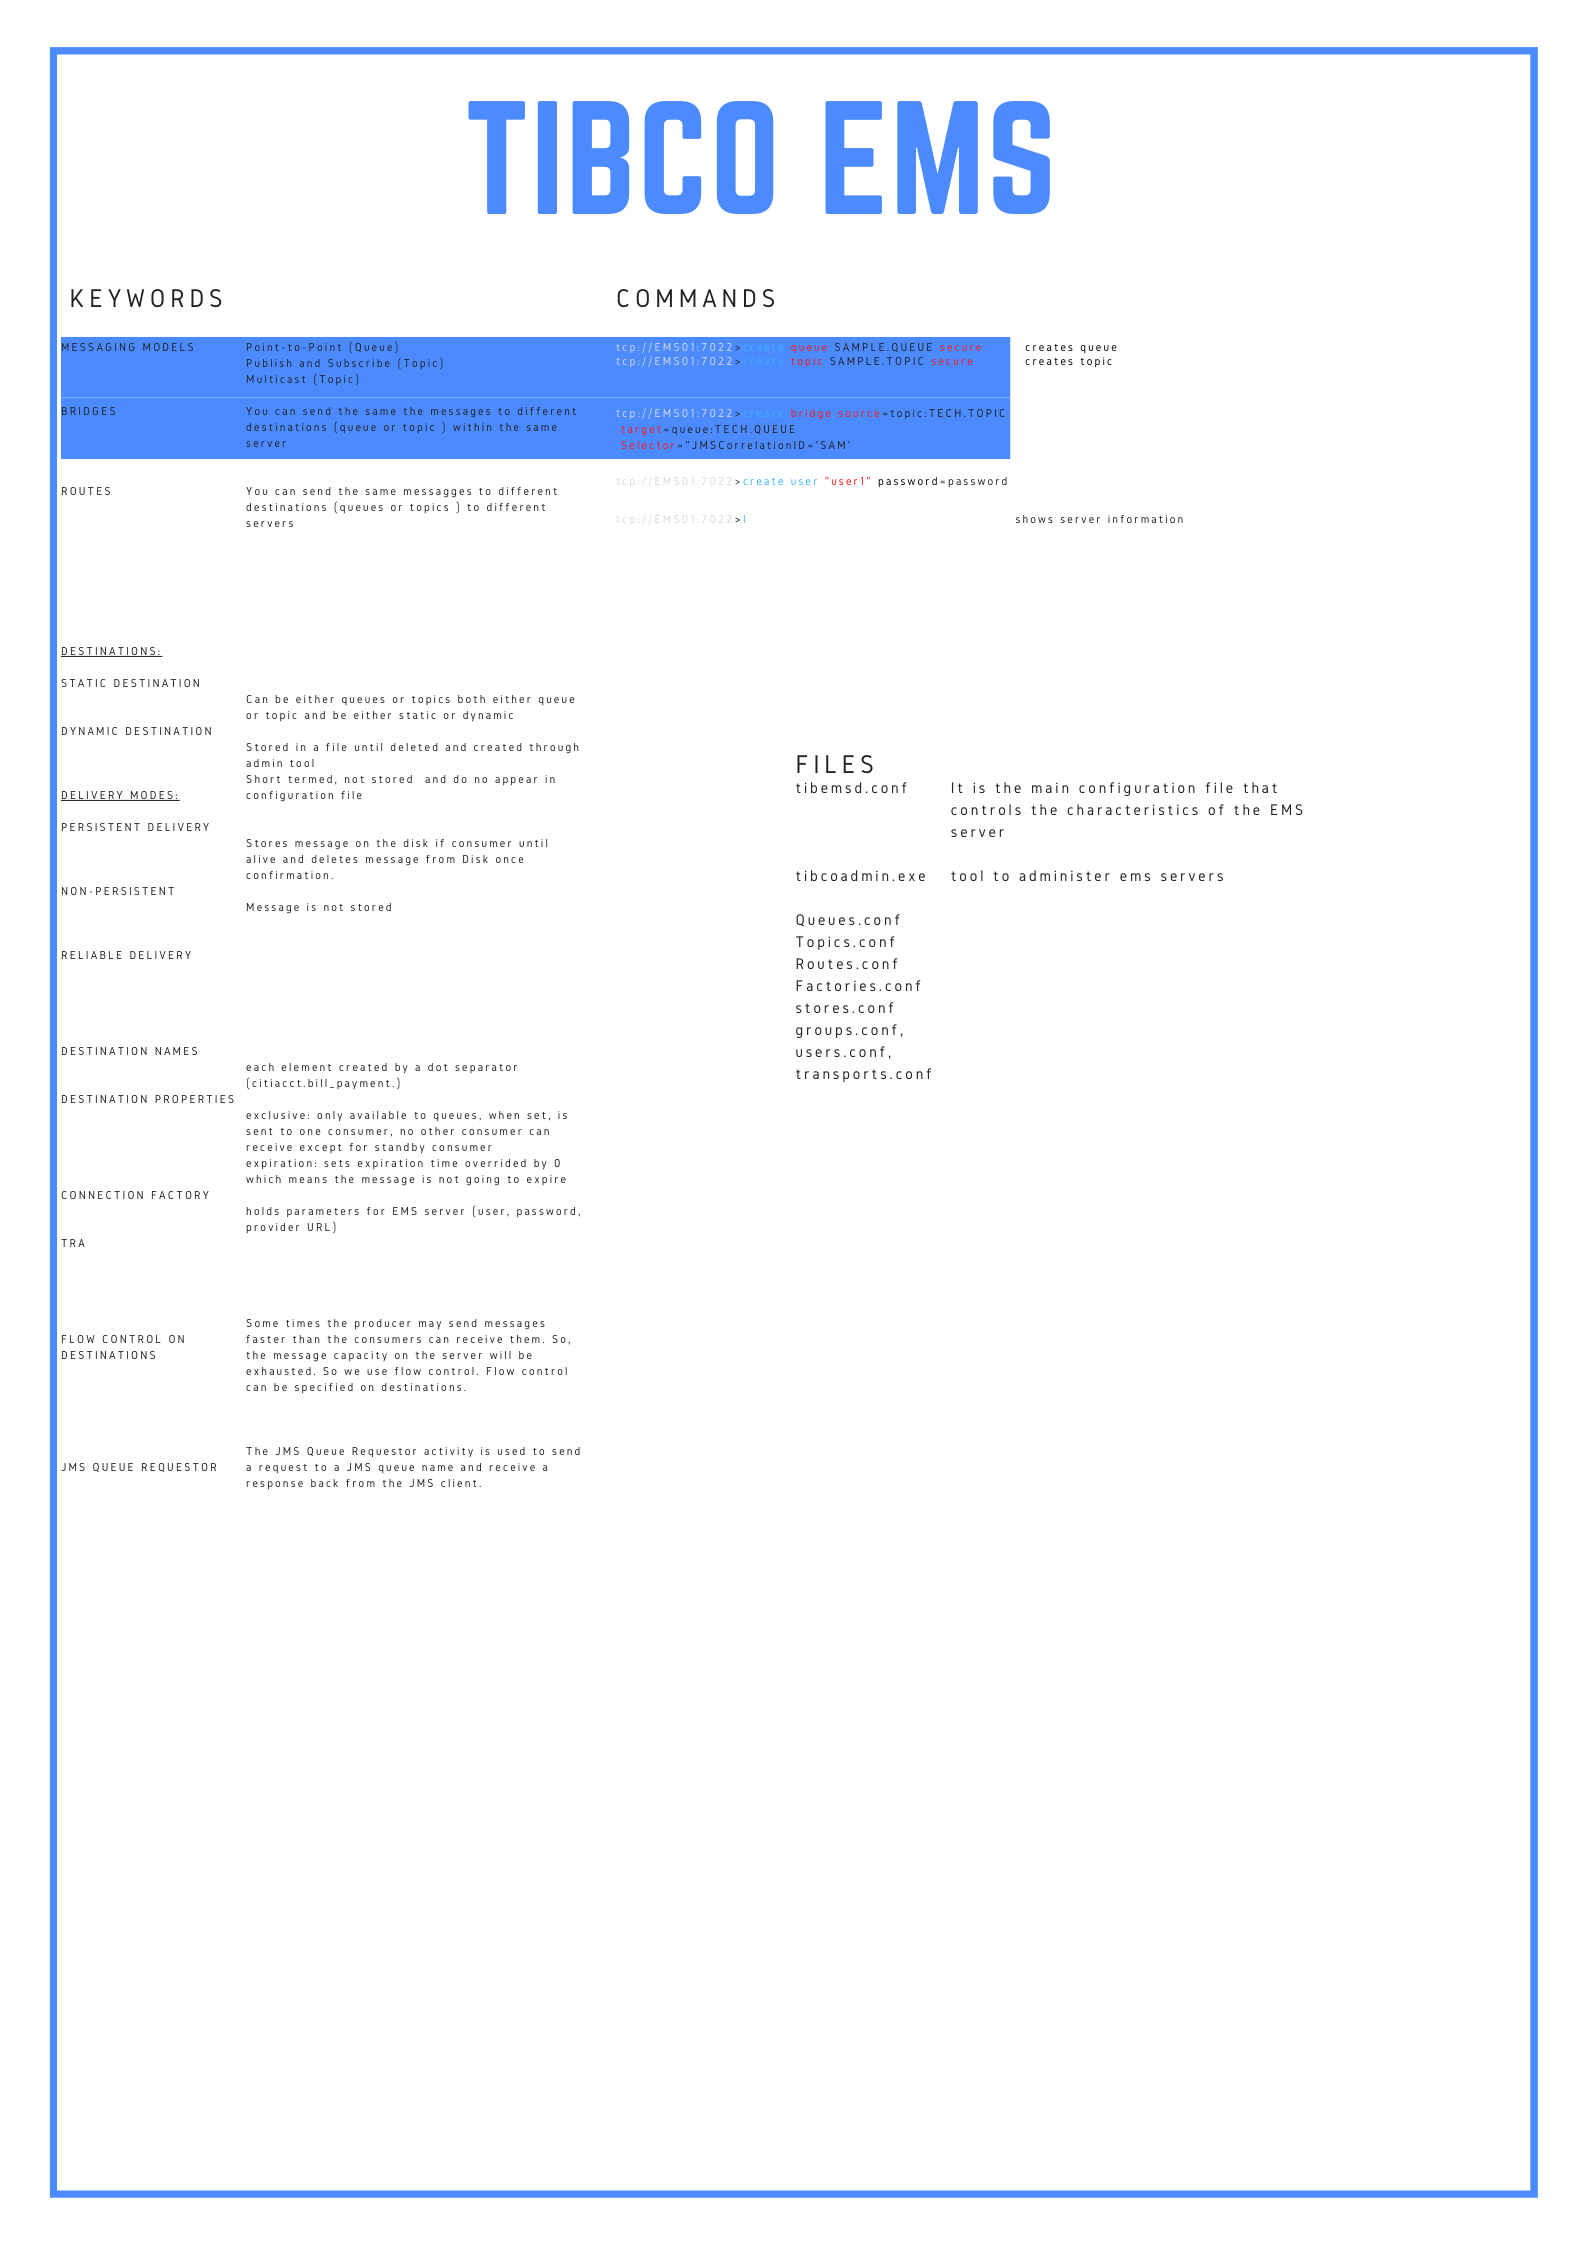 TIBCO EMS
KEYWORDS
MESSAGING MODELS
Point-to-Point (Queue)
Publish and Subscribe (Topic)
Multicast (Topic)
BRIDGES
You can send the same the messages to different
destinations (queue or topic ) within the same
server
ROUTES
You can send the same messagges to different
destinations (queues or topics ) to different
servers
DESTINATIONS:
STATIC DESTINATION
Can be either queues or topics both either queue
or topic and be either static or dynamic
DYNAMIC DESTINATION
Stored in a file until deleted and created through
admin tool
Short termed, not stored  and do no appear in
configuration file
DELIVERY MODES:
PERSISTENT DELIVERY
Stores message on the disk if consumer until
alive and deletes message from Disk once
confirmation.
NON-PERSISTENT
Message is not stored
RELIABLE DELIVERY
DESTINATION NAMES
each element created by a dot separator
(citiacct.bill_payment.)
DESTINATION PROPERTIES
exclusive: only available to queues, when set, is
sent to one consumer, no other consumer can
receive except for standby consumer
expiration: sets expiration time overrided by 0
which means the message is not going to expire
CONNECTION FACTORY
holds parameters for EMS server (user, password,
provider URL)
TRA
FLOW CONTROL ON
DESTINATIONS
Some times the producer may send messages
faster than the consumers can receive them. So,
the message capacity on the server will be
exhausted. So we use flow control. Flow control
can be specified on destinations.
JMS QUEUE REQUESTOR
The JMS Queue Requestor activity is used to send
a request to a JMS queue name and receive a
response back from the JMS client.
COMMANDS
tcp://EMS01:7022>create queue SAMPLE.QUEUE secure
creates queue
tcp://EMS01:7022>create topic SAMPLE.TOPIC secure
creates topic
tcp://EMS01:7022>create bridge source=topic:TECH.TOPIC
target=queue:TECH.QUEUE
Selector="JMSCorrelationID='SAM'
tcp://EMS01:7022>create user "user1" password=password
tcp://EMS01:7022>I
shows server information
FILES
tibemsd.conf
It is the main configuration file that
controls the characteristics of the EMS
server
tibcoadmin.exe
tool to administer ems servers
Queues.conf
Topics.conf
Routes.conf
Factories.conf
stores.conf
groups.conf,
users.conf,
transports.conf